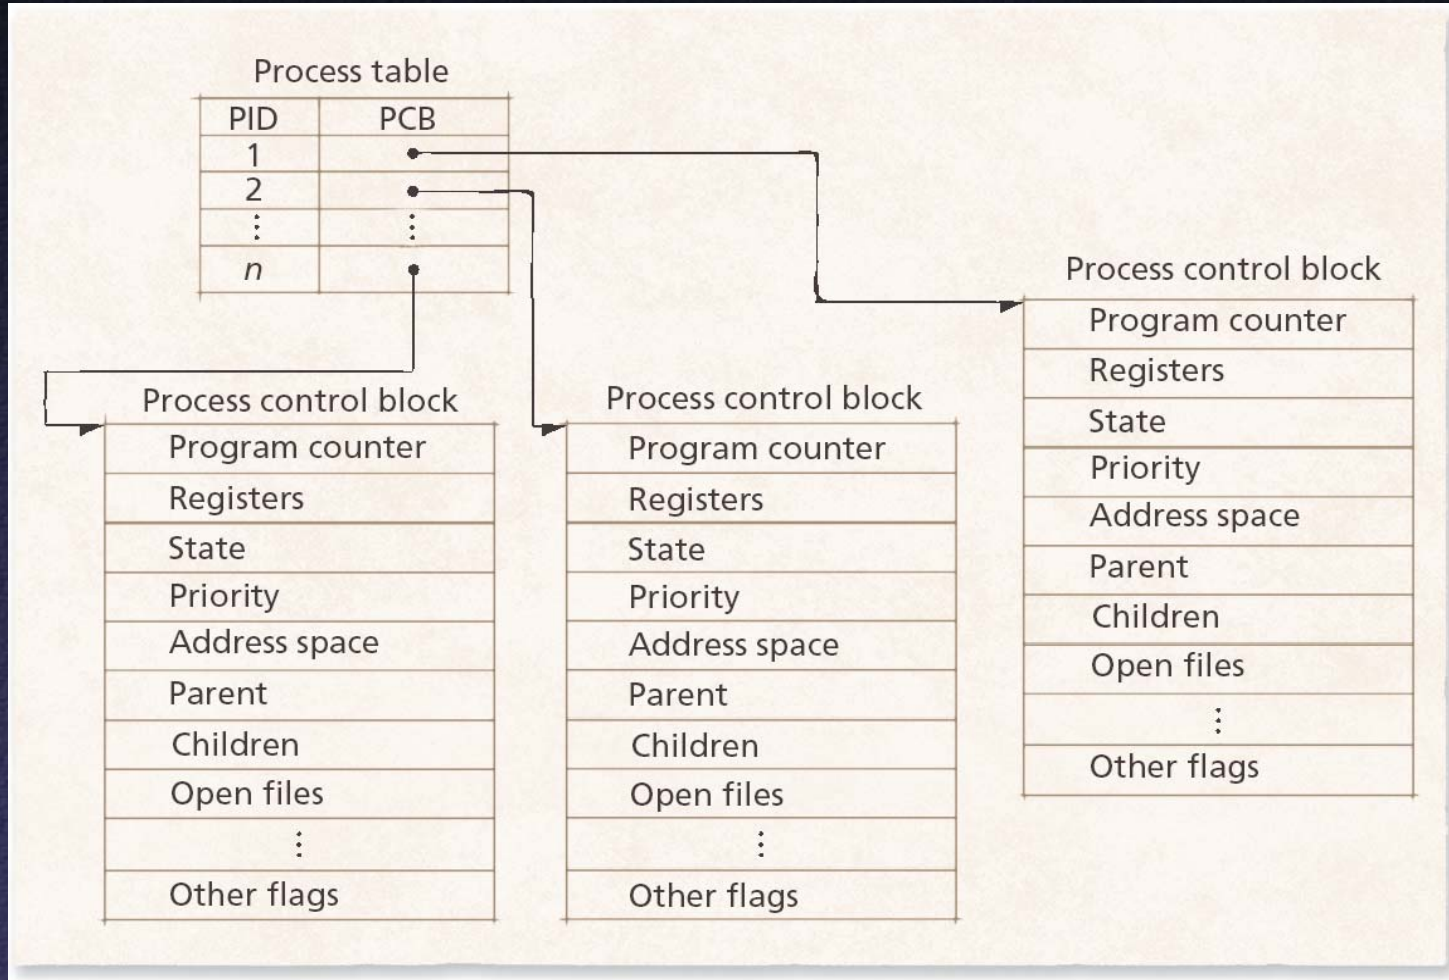 Process table
PID PCB
1
2
⋮ ⋮
n
Process control block
Program counter
Registers
State
Priority
Address space
Parent
Children
Open files
⋮
Other flags
Process control block
Program counter
Registers
State
Priority
Address space
Parent
Children
Open files
⋮
Other flags
Process control block
Program counter
Registers
State
Priority
Address space
Parent
Children
Open files
⋮
Other flags